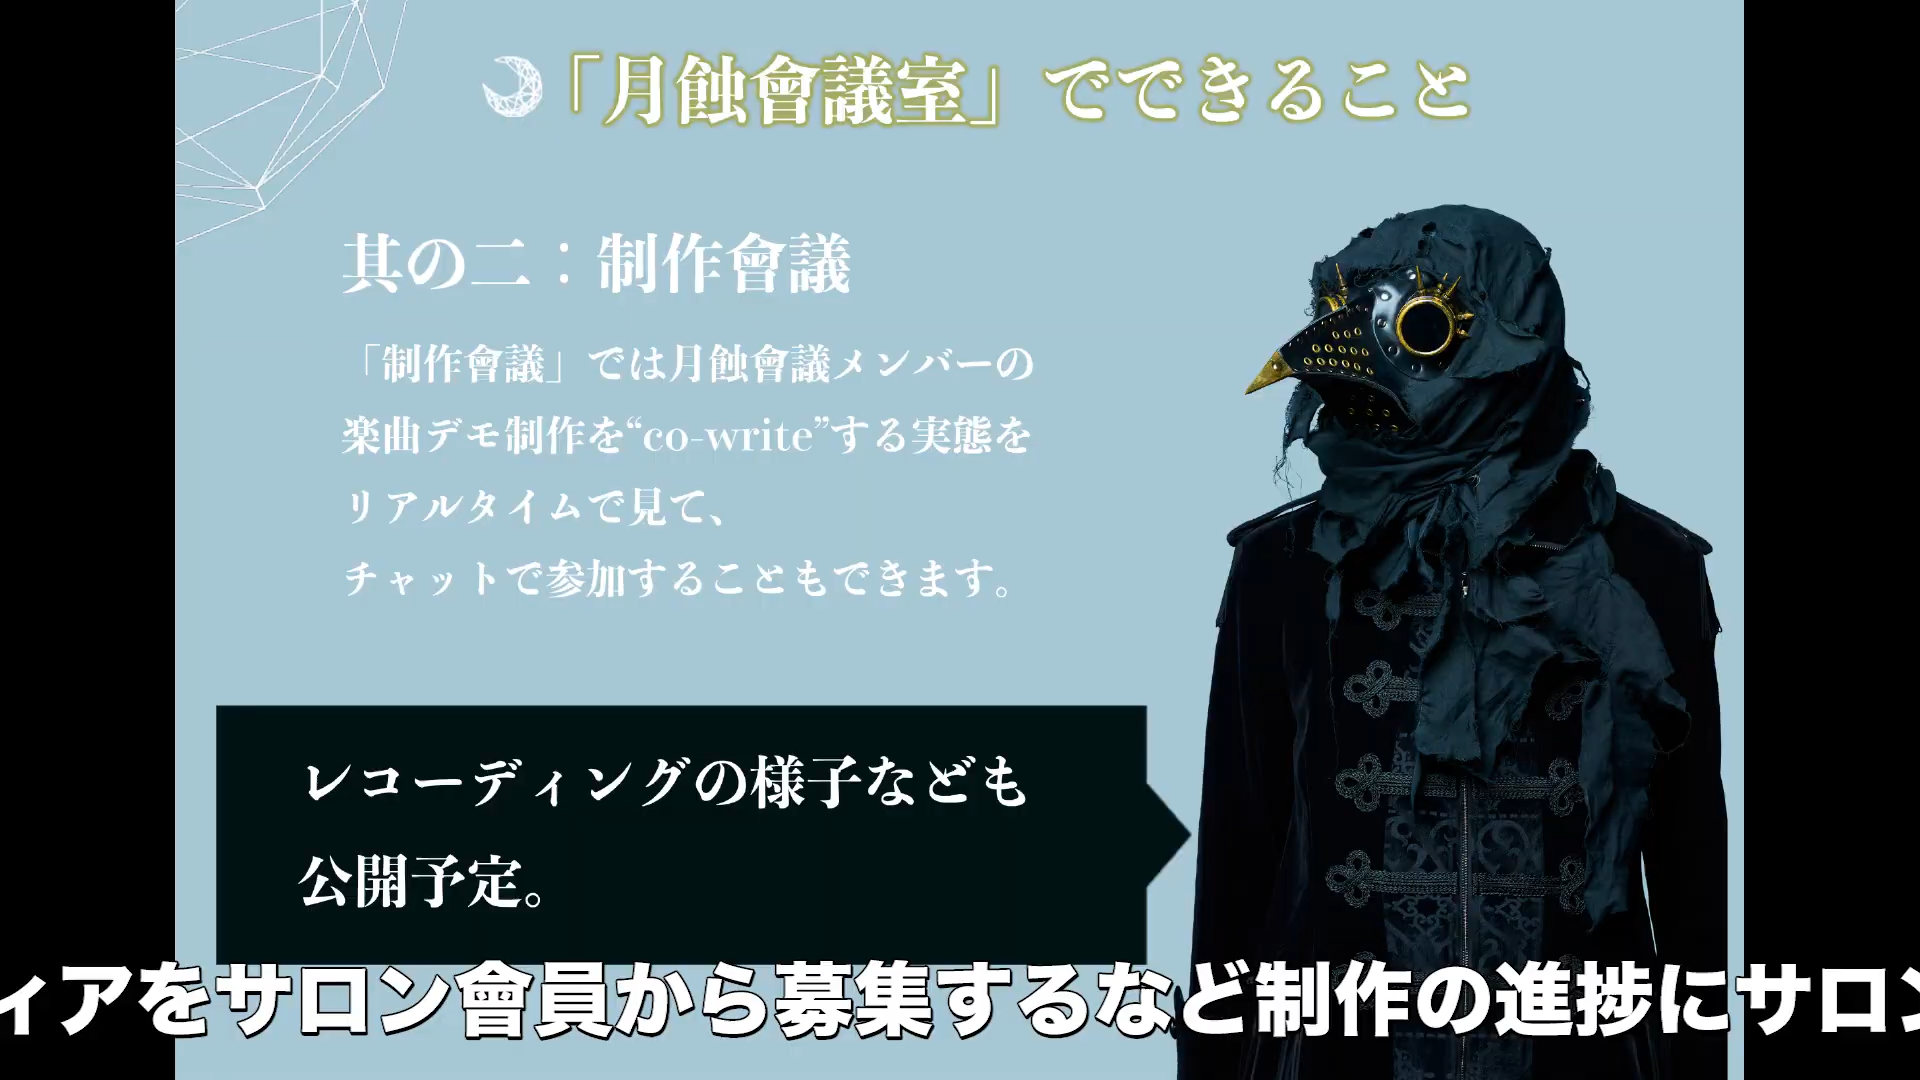 「月蝕會議室」でできること
其の二：制作會議
「制作會議」では月蝕會議メンバーの
楽曲デモ制作を“co-write”する実態を
リアルタイムで見て、
チャットで参加することもできます。
レコーディングの様子なども
公開予定。
ィアをサロン會員から募集するなど制作の進捗にサロン